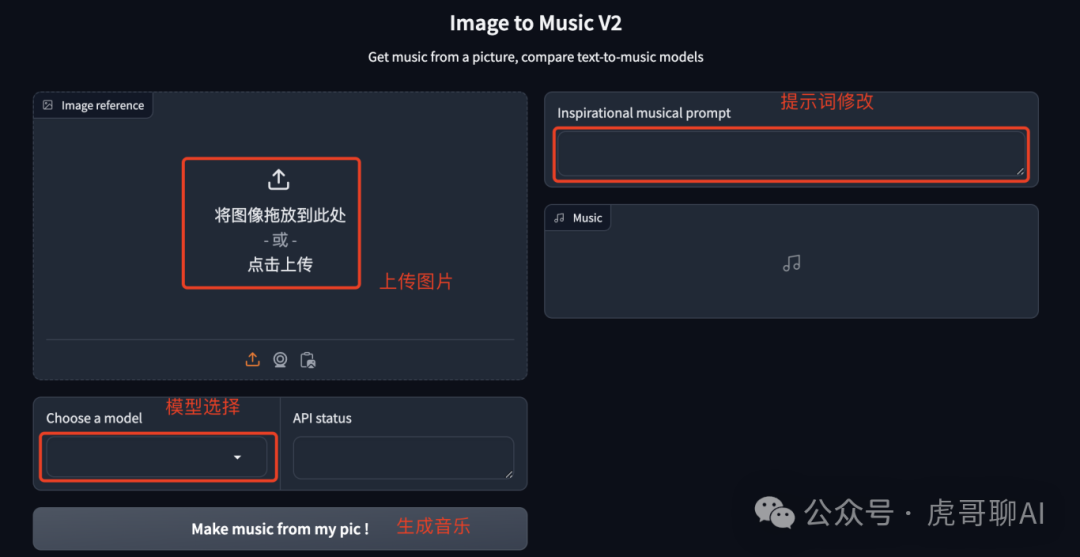 Image to Music V2
Get music from a picture, compare text-to-music models
Image reference
将图像拖放到此处
- 或 -
点击上传
上传图片
Choose a model
模型选择
API status
Make music from my pic !
生成音乐
Inspirational musical prompt
提示词修改
Music
公众号 · 虎哥聊AI